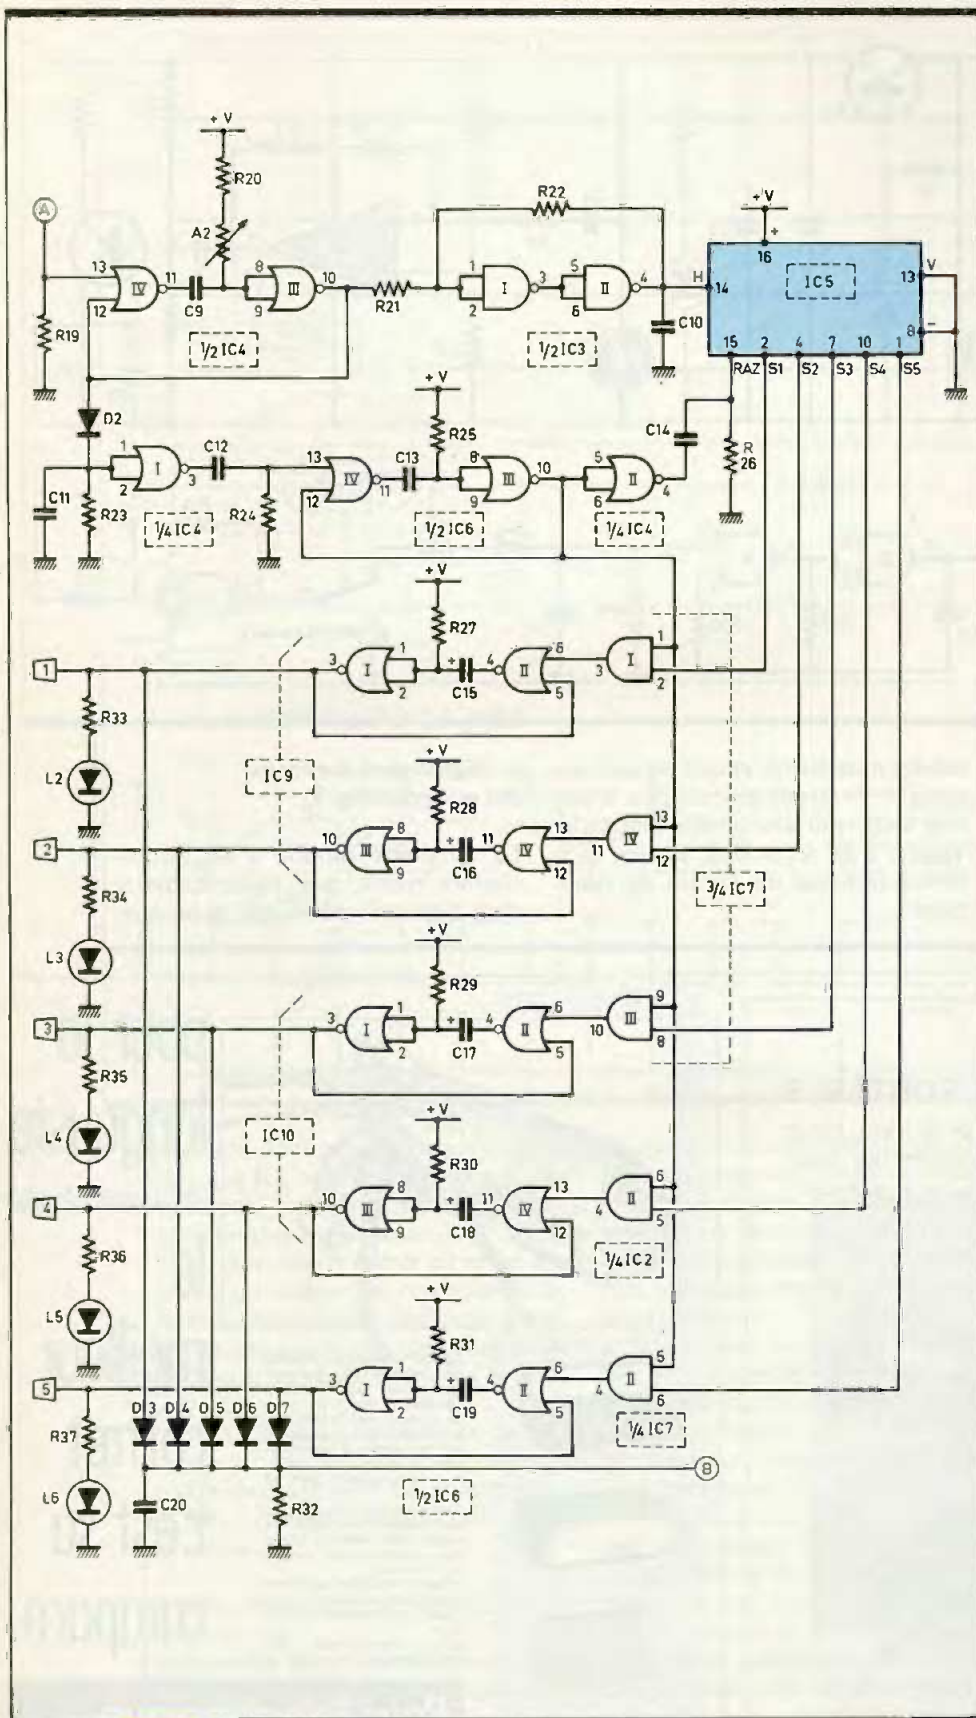 +V
R20
A2
A
R19
13
12
IV
11
C9
8
9
III
10
1/2 IC4
R21
R22
1
2
I
3
5
6
II
4
1/2 IC3
C10
+V
+
16
H
14
IC5
13
V
8
-
15
2
4
7
10
1
RAZ
S1
S2
S3
S4
S5
D2
C11
R23
1
2
I
3
1/4 IC4
C12
R24
13
12
IV
11
C13
+V
R25
8
9
III
10
1/2 IC6
5
6
II
4
1/4 IC4
C14
R
26
1
+V
R27
3
I
1
2
+
C15
4
II
6
5
3
I
1
2
R33
L2
IC9
2
+V
R28
10
III
8
9
+
C16
11
IV
13
12
11
IV
13
12
3/4 IC7
R34
L3
3
+V
R29
3
I
1
2
+
C17
4
II
6
5
10
III
9
8
R35
L4
IC10
4
+V
R30
10
III
8
9
+
C18
11
IV
13
12
4
II
6
5
1/4 IC2
R36
L5
5
+V
R31
3
I
1
2
+
C19
4
II
6
5
4
II
5
6
1/4 IC7
R37
L6
D3
D4
D5
D6
D7
C20
R32
1/2 IC6
B